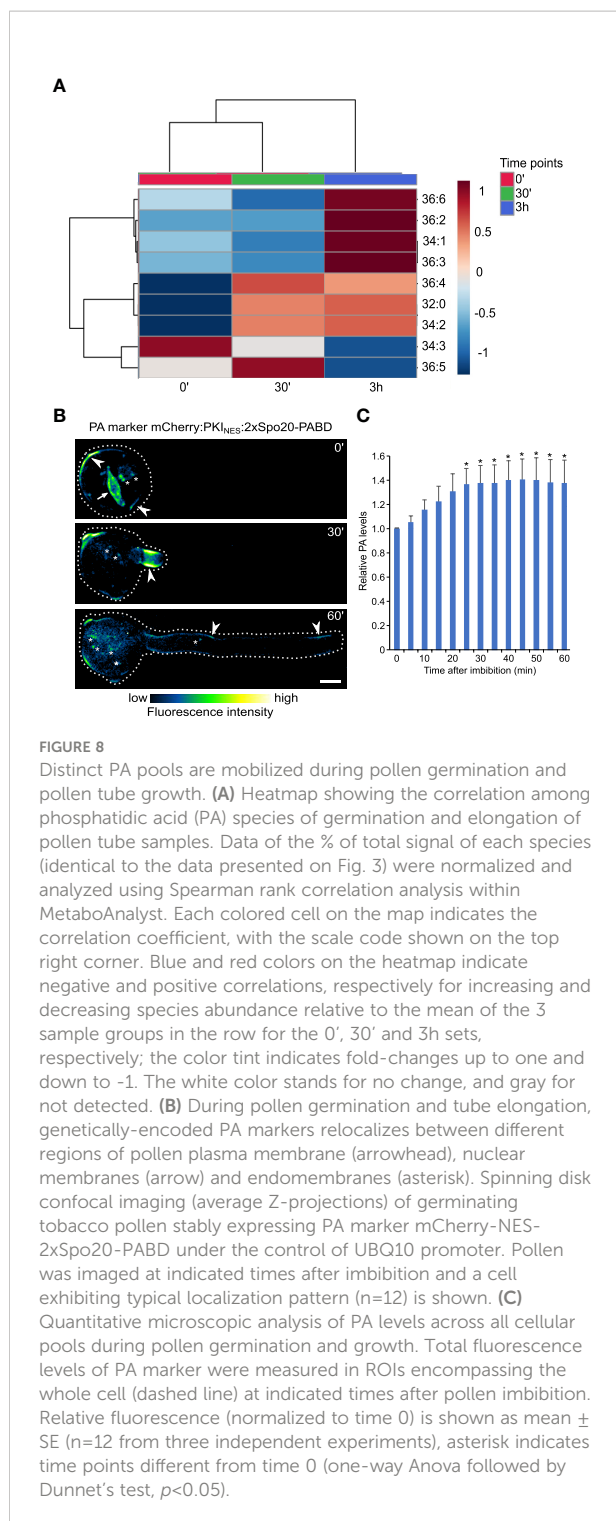 A
Time points
0'
30'
3h
36:6
36:2
34:1
36:3
36:4
32:0
34:2
34:3
36:5
1
0.5
0
-0.5
-1
0'
30'
3h
B
PA marker mCherry:PKINES:2xSpo20-PABD
0'
30'
60'
low
high
Fluorescence intensity
C
Relative PA levels
1.6
1.4
1.2
1.0
0.8
0.6
0.4
0.2
0
* * * * * * * *
0 10 20 30 40 50 60
Time after imbibition (min)
FIGURE 8
Distinct PA pools are mobilized during pollen germination and
pollen tube growth. (A) Heatmap showing the correlation among
phosphatidic acid (PA) species of germination and elongation of
pollen tube samples. Data of the % of total signal of each species
(identical to the data presented on Fig. 3) were normalized and
analyzed using Spearman rank correlation analysis within
MetaboAnalyst. Each colored cell on the map indicates the
correlation coefficient, with the scale code shown on the top
right corner. Blue and red colors on the heatmap indicate
negative and positive correlations, respectively for increasing and
decreasing species abundance relative to the mean of the 3
sample groups in the row for the 0’, 30’ and 3h sets,
respectively; the color tint indicates fold-changes up to one and
down to -1. The white color stands for no change, and gray for
not detected. (B) During pollen germination and tube elongation,
genetically-encoded PA markers relocalizes between different
regions of pollen plasma membrane (arrowhead), nuclear
membranes (arrow) and endomembranes (asterisk). Spinning disk
confocal imaging (average Z-projections) of germinating
tobacco pollen stably expressing PA marker mCherry-NES-
2xSpo20-PABD under the control of UBQ10 promoter. Pollen
was imaged at indicated times after imbibition and a cell
exhibiting typical localization pattern (n=12) is shown. (C)
Quantitative microscopic analysis of PA levels across all cellular
pools during pollen germination and growth. Total fluorescence
levels of PA marker were measured in ROIs encompassing the
whole cell (dashed line) at indicated times after pollen imbibition.
Relative fluorescence (normalized to time 0) is shown as mean ±
SE (n=12 from three independent experiments), asterisk indicates
time points different from time 0 (one-way Anova followed by
Dunnet's test, p<0.05).